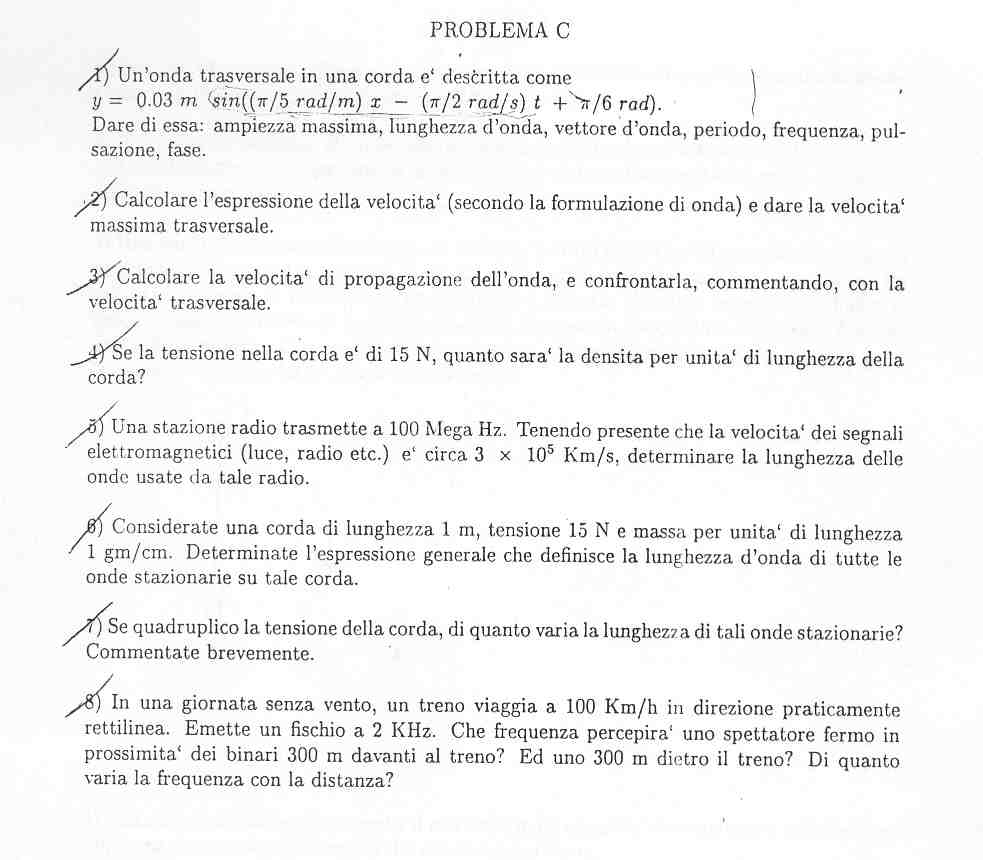 PROBLEMA C
1) Un'onda trasversale in una corda e‘ descritta come
y = 0.03 m sin((π/5 rad/m) x − (π/2 rad/s) t + π/6 rad).
Dare di essa: ampiezza massima, lunghezza d'onda, vettore d'onda, periodo, frequenza, pul-
sazione, fase.
2) Calcolare l'espressione della velocita‘ (secondo la formulazione di onda) e dare la velocita‘
massima trasversale.
3) Calcolare la velocita‘ di propagazione dell'onda, e confrontarla, commentando, con la
velocita‘ trasversale.
4) Se la tensione nella corda e‘ di 15 N, quanto sara‘ la densita per unita‘ di lunghezza della
corda?
5) Una stazione radio trasmette a 100 Mega Hz. Tenendo presente che la velocita‘ dei segnali
elettromagnetici (luce, radio etc.) e‘ circa 3 × 10⁵ Km/s, determinare la lunghezza delle
onde usate da tale radio.
6) Considerate una corda di lunghezza 1 m, tensione 15 N e massa per unita‘ di lunghezza
1 gm/cm. Determinate l'espressione generale che definisce la lunghezza d'onda di tutte le
onde stazionarie su tale corda.
7) Se quadruplico la tensione della corda, di quanto varia la lunghezza di tali onde stazionarie?
Commentate brevemente.
8) In una giornata senza vento, un treno viaggia a 100 Km/h in direzione praticamente
rettilinea. Emette un fischio a 2 KHz. Che frequenza percepira‘ uno spettatore fermo in
prossimita‘ dei binari 300 m davanti al treno? Ed uno 300 m dietro il treno? Di quanto
varia la frequenza con la distanza?